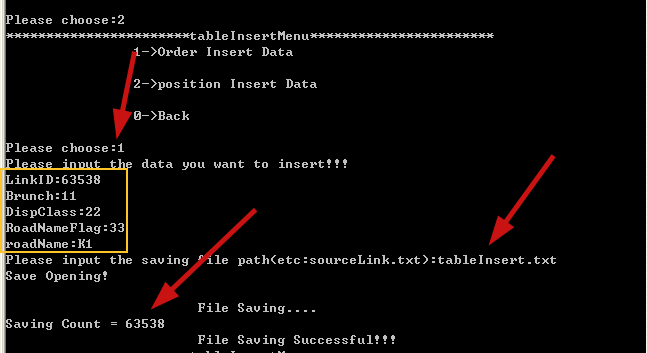 Please choose:2
***********************tableInsertMenu***********************
1->Order Insert Data
2->position Insert Data
0->Back
Please choose:1
Please input the data you want to insert!!!
LinkID:63538
Brunch:11
DispClass:22
RoadNameFlag:33
roadName:K1
Please input the saving file path(etc:sourceLink.txt):tableInsert.txt
Save Opening!
File Saving....
Saving Count = 63538
File Saving Successful!!!